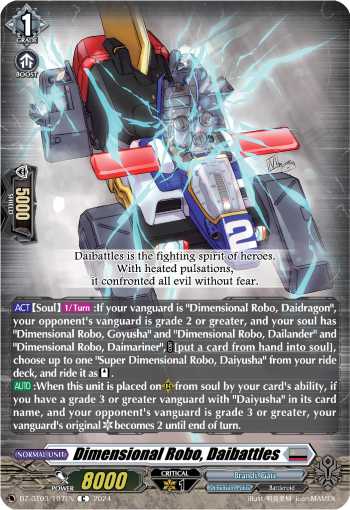 1
GRADE
BOOST
5000
SHIELD
2
Daibattles is the fighting spirit of heroes.
With heated pulsations,
it confronted all evil without fear.
ACT【Soul】1/Turn :If your vanguard is "Dimensional Robo, Daidragon",
your opponent's vanguard is grade 2 or greater, and your soul has
"Dimensional Robo, Goyusha" and "Dimensional Robo, Dailander" and
"Dimensional Robo, Daimariner", [put a card from hand into soul],
choose up to one "Super Dimensional Robo, Daiyusha" from your ride
deck, and ride it as .
AUTO:When this unit is placed on from soul by your card's ability, if
you have a grade 3 or greater vanguard with "Daiyusha" in its card
name, and your opponent's vanguard is grade 3 or greater, your
vanguard's original becomes 2 until end of turn.
NORMAL UNIT
Dimensional Robo, Daibattles
POWER
8000
CRITICAL
1
Brandt Gate
Dimension Police
Battleroid
C 2024
illust.